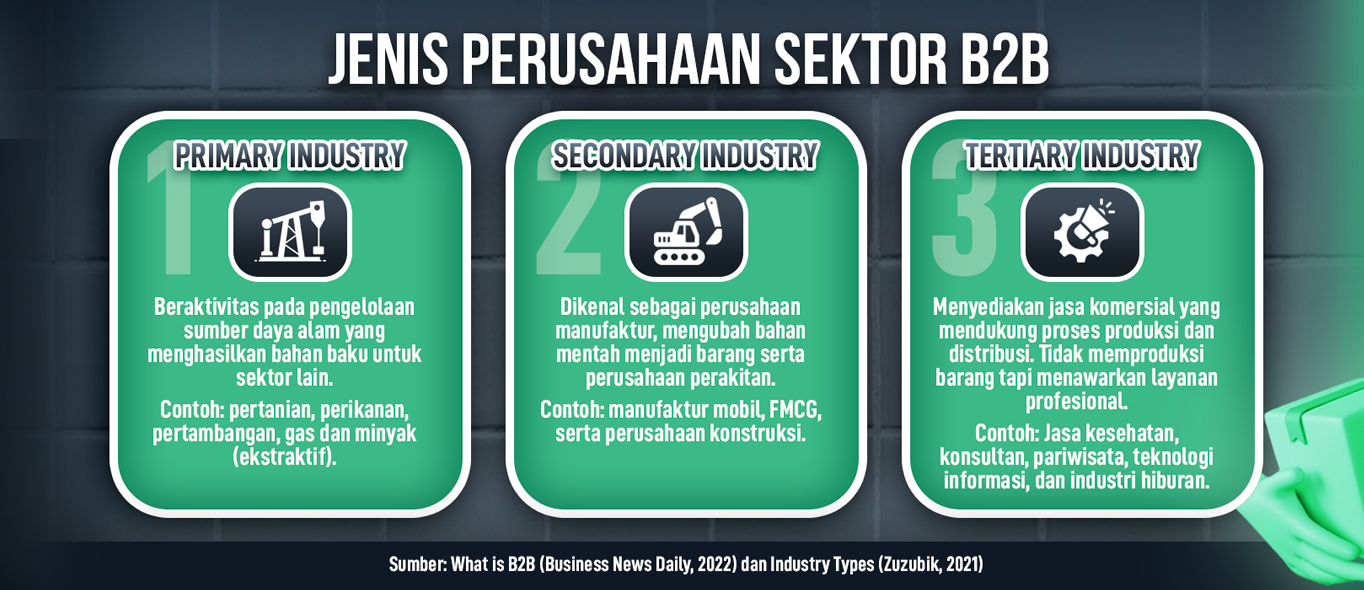 JENIS PERUSAHAAN SEKTOR B2B
1
PRIMARY INDUSTRY
Beraktivitas pada pengelolaan
sumber daya alam yang
menghasilkan bahan baku untuk
sektor lain.
Contoh: pertanian, perikanan,
pertambangan, gas dan minyak
(ekstraktif).
2
SECONDARY INDUSTRY
Dikenal sebagai perusahaan
manufaktur, mengubah bahan
mentah menjadi barang serta
perusahaan perakitan.
Contoh: manufaktur mobil, FMCG,
serta perusahaan konstruksi.
3
TERTIARY INDUSTRY
Menyediakan jasa komersial yang
mendukung proses produksi dan
distribusi. Tidak memproduksi
barang tapi menawarkan layanan
profesional.
Contoh: Jasa kesehatan,
konsultan, pariwisata, teknologi
informasi, dan industri hiburan.
Sumber: What is B2B (Business News Daily, 2022) dan Industry Types (Zuzubik, 2021)